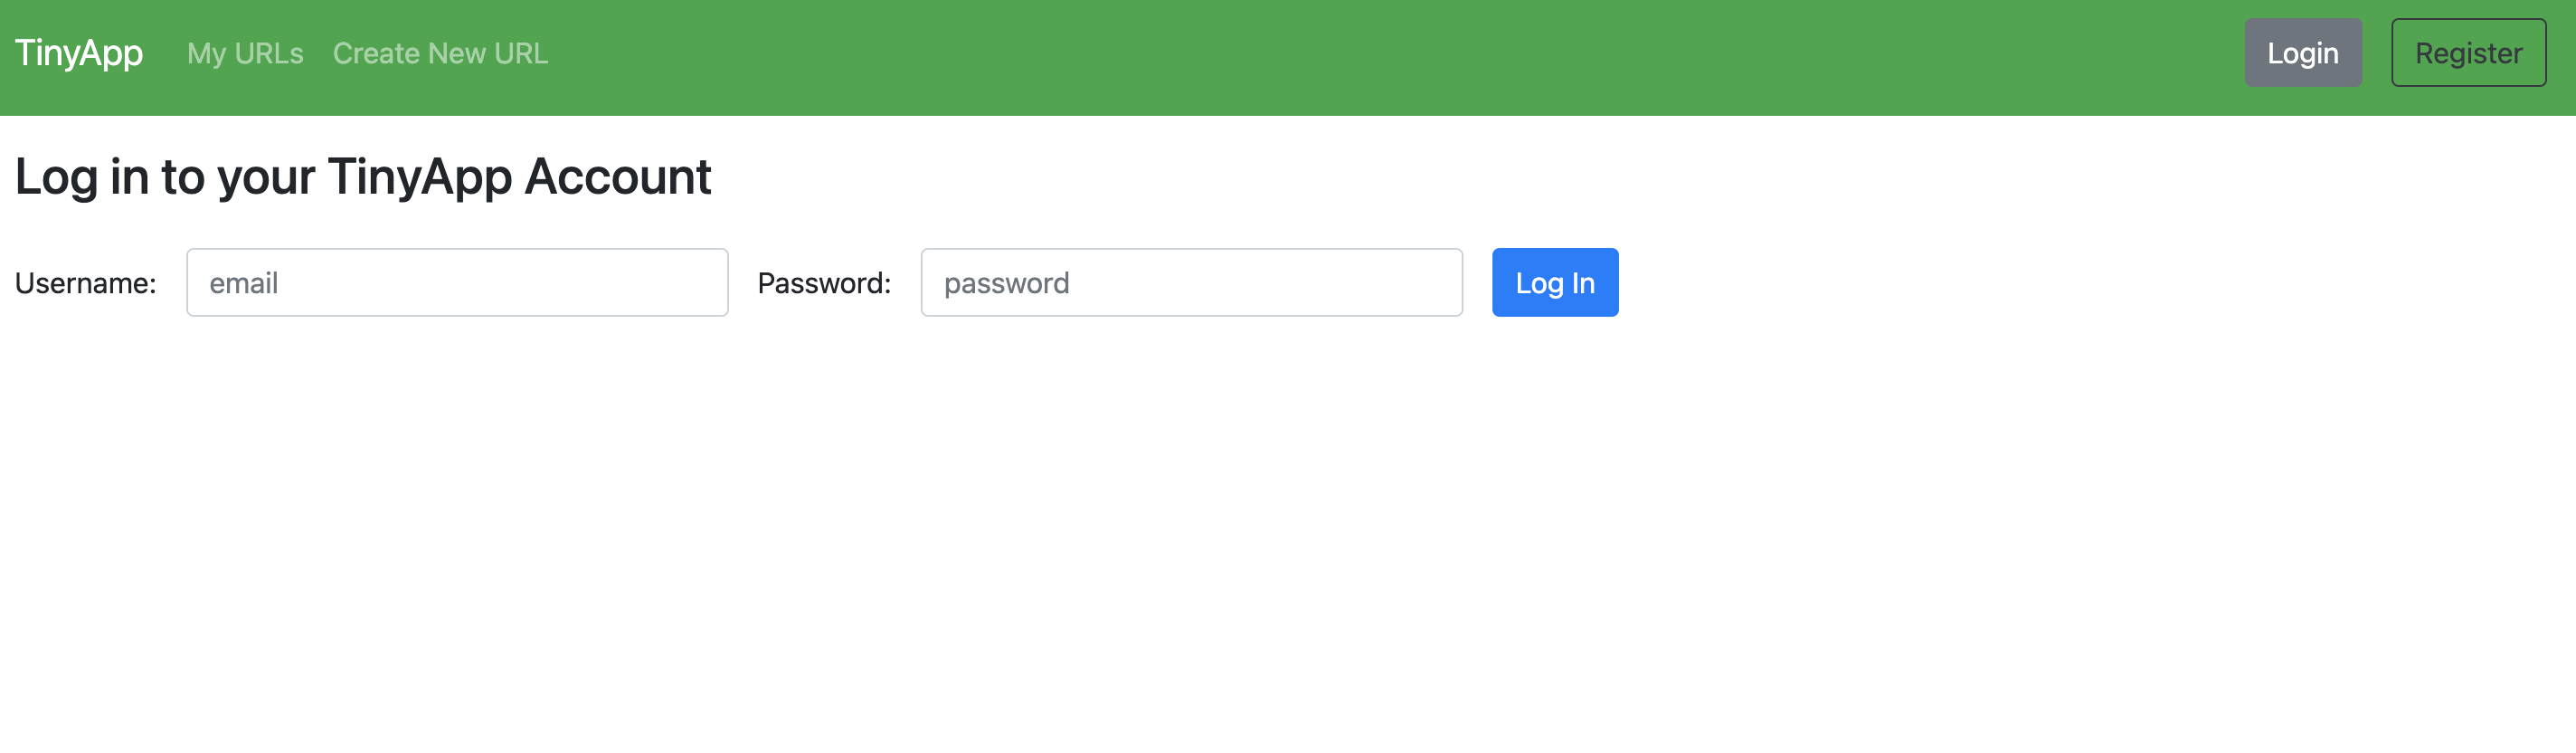 TinyApp My URLs Create New URL Login Register
Log in to your TinyApp Account
Username: email Password: password Log In